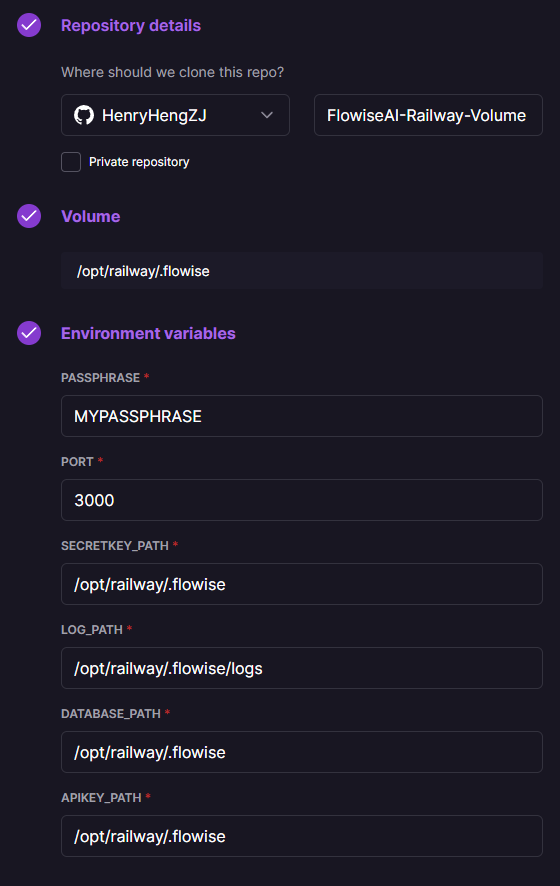 Repository details
Where should we clone this repo?
HenryHengZJ
FlowiseAI-Railway-Volume
Private repository
Volume
/opt/railway/.flowise
Environment variables
PASSPHRASE *
MYPASSPHRASE
PORT *
3000
SECRETKEY_PATH *
/opt/railway/.flowise
LOG_PATH *
/opt/railway/.flowise/logs
DATABASE_PATH *
/opt/railway/.flowise
APIKEY_PATH *
/opt/railway/.flowise